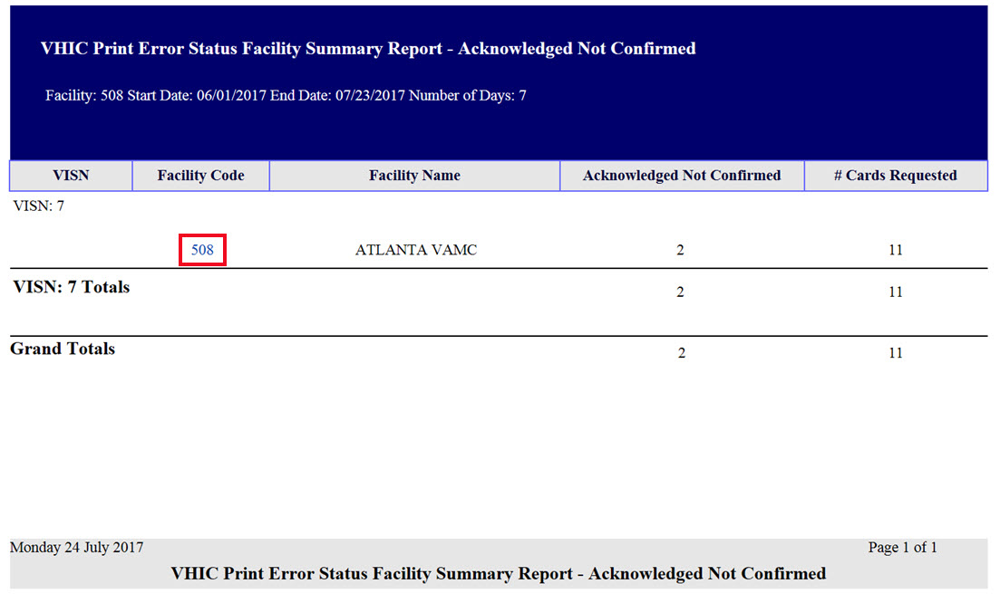 VHIC Print Error Status Facility Summary Report - Acknowledged Not Confirmed
Facility: 508 Start Date: 06/01/2017 End Date: 07/23/2017 Number of Days: 7
VISN Facility Code Facility Name Acknowledged Not Confirmed # Cards Requested
VISN: 7
508 ATLANTA VAMC 2 11
VISN: 7 Totals 2 11
Grand Totals 2 11
Monday 24 July 2017 Page 1 of 1
VHIC Print Error Status Facility Summary Report - Acknowledged Not Confirmed